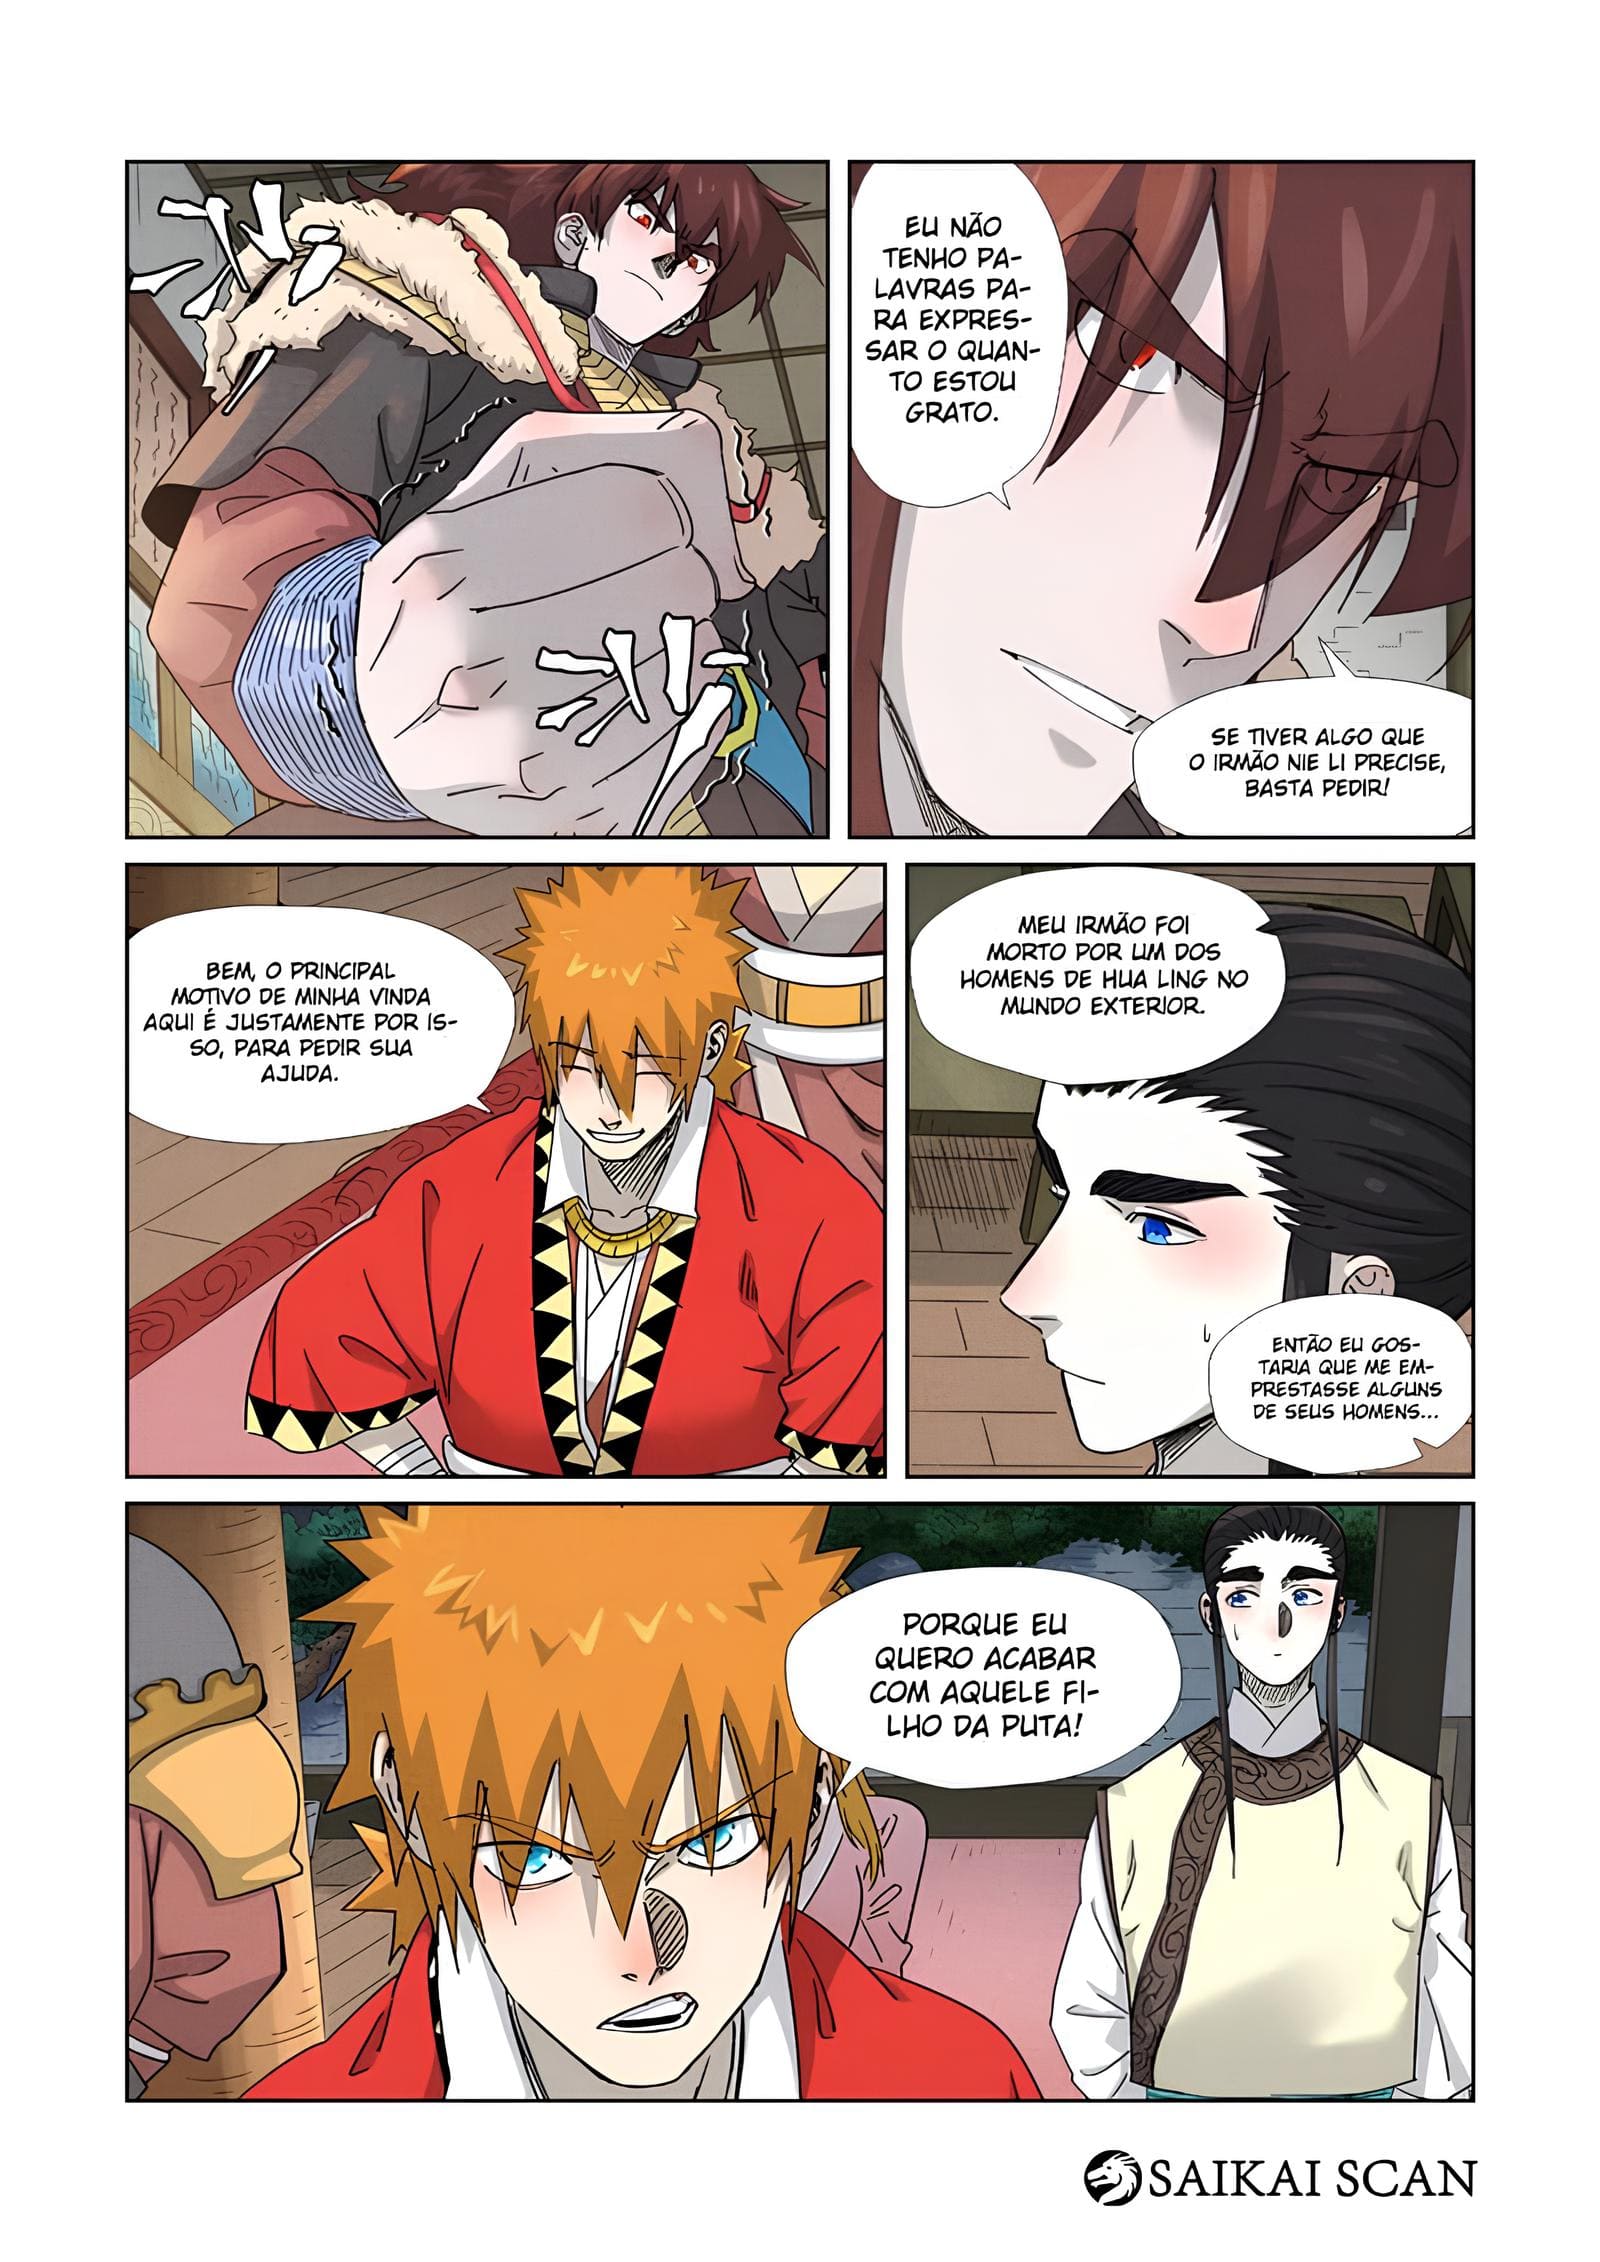 EU NÃO
TENHO PA-
LAVRAS PA-
RA EXPRES-
SAR O QUAN-
TO ESTOU
GRATO.
SE TIVER ALGO QUE
O IRMÃO NIE LI PRECISE,
BASTA PEDIR!
BEM, O PRINCIPAL
MOTIVO DE MINHA VINDA
AQUI É JUSTAMENTE POR IS-
SO, PARA PEDIR SUA
AJUDA.
MEU IRMÃO FOI
MORTO POR UM DOS
HOMENS DE HUA LING NO
MUNDO EXTERIOR.
ENTÃO EU GOS-
TARIA QUE ME EM-
PRESTASSE ALGUNS
DE SEUS HOMENS...
PORQUE EU
QUERO ACABAR
COM AQUELE FI-
LHO DA PUTA!
SAIKAI SCAN